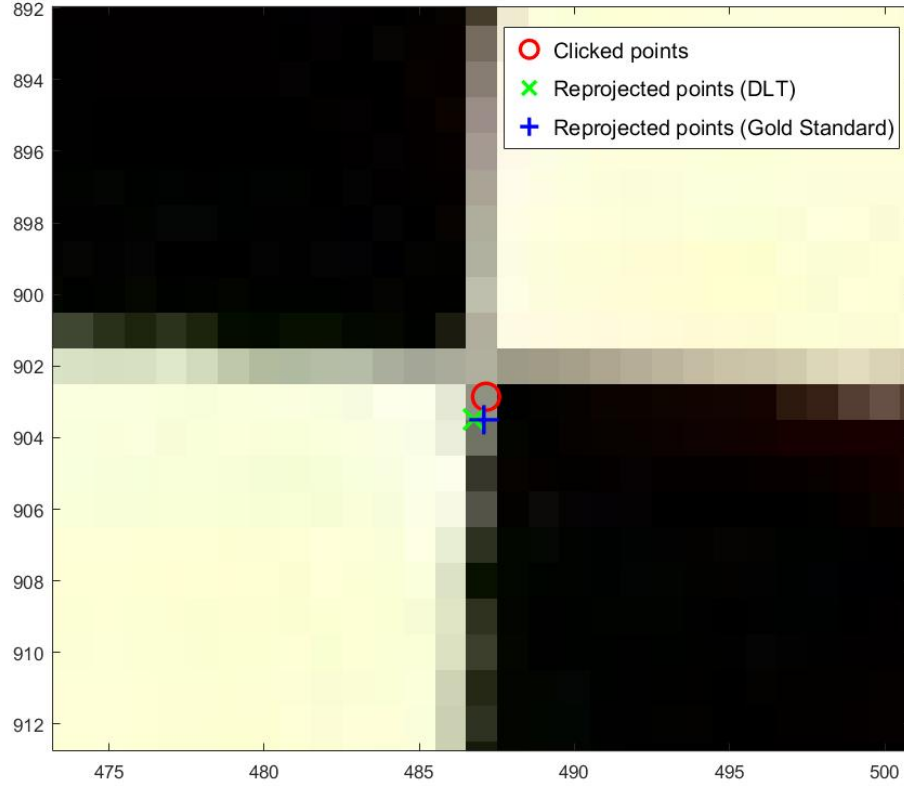 892
894
896
898
900
902
904
906
908
910
912
Clicked points
Reprojected points (DLT)
Reprojected points (Gold Standard)
475 480 485 490 495 500